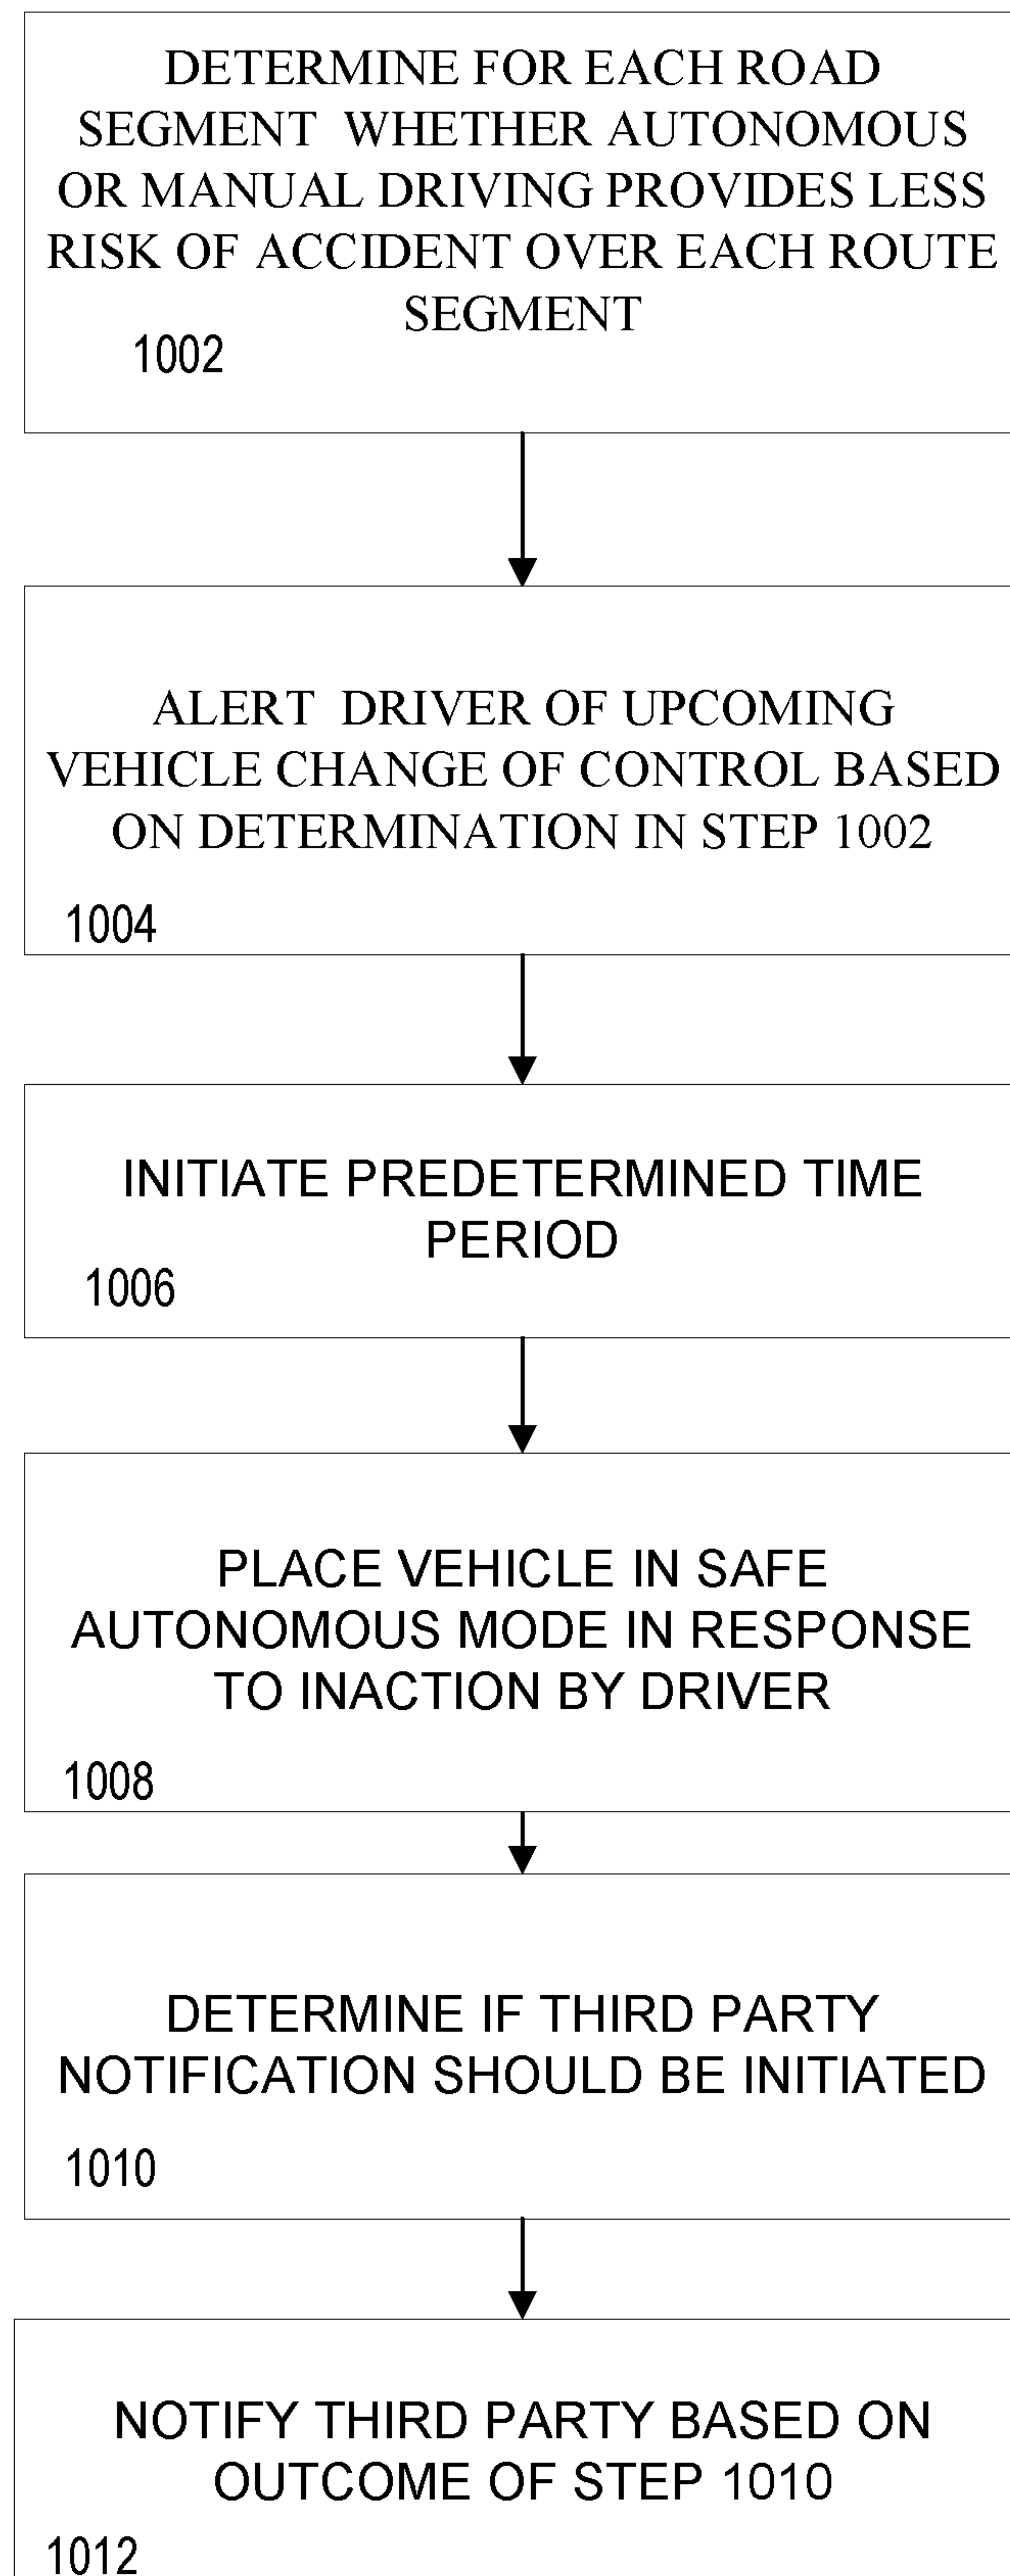 DETERMINE FOR EACH ROAD
SEGMENT WHETHER AUTONOMOUS
OR MANUAL DRIVING PROVIDES LESS
RISK OF ACCIDENT OVER EACH ROUTE
SEGMENT
1002
ALERT DRIVER OF UPCOMING
VEHICLE CHANGE OF CONTROL BASED
ON DETERMINATION IN STEP 1002
1004
INITIATE PREDETERMINED TIME
PERIOD
1006
PLACE VEHICLE IN SAFE
AUTONOMOUS MODE IN RESPONSE
TO INACTION BY DRIVER
1008
DETERMINE IF THIRD PARTY
NOTIFICATION SHOULD BE INITIATED
1010
NOTIFY THIRD PARTY BASED ON
OUTCOME OF STEP 1010
1012